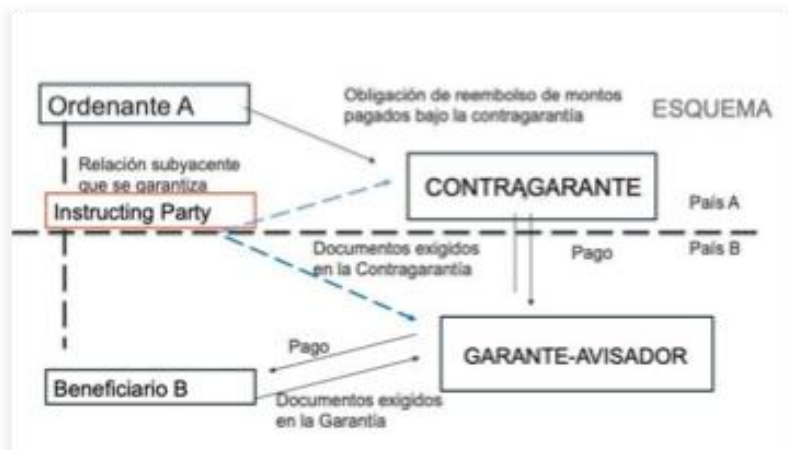 Ordenante A
Obligación de reembolso de montos
pagados bajo la contragarantía
ESQUEMA
Relación subyacente
que se garantiza
Instructing Party
CONTRAGARANTE
País A
País B
Documentos exigidos
en la Contragarantía
Pago
GARANTE-AVISADOR
Pago
Beneficiario B
Documentos exigidos
en la Garantía